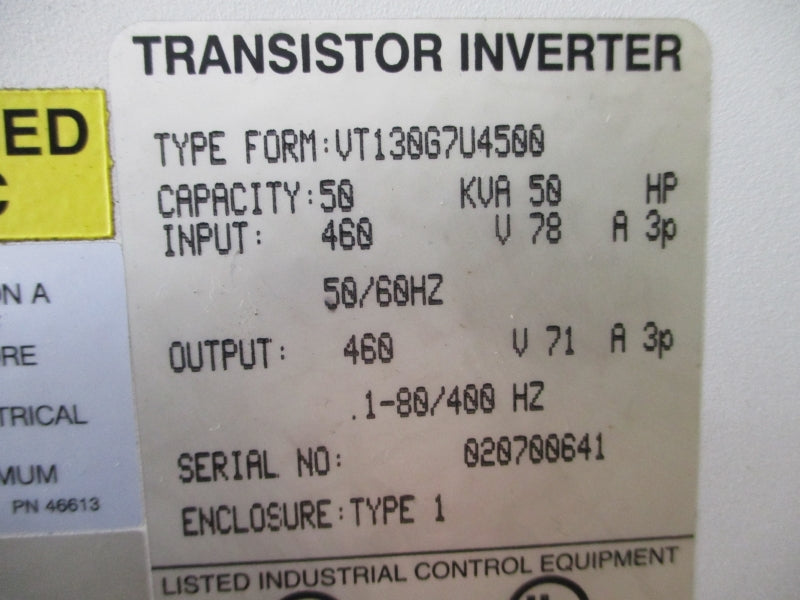 TRANSISTOR INVERTER
TYPE FORM:VT130G7U4500
CAPACITY:50 KVA 50 HP
INPUT: 460 V 78 A 3p
50/60HZ
OUTPUT: 460 V 71 A 3p
.1-80/400 HZ
SERIAL NO: 020700641
ENCLOSURE:TYPE 1
LISTED INDUSTRIAL CONTROL EQUIPMENT
ED
C
ON A
RE
TRICAL
MUM
PN 46613